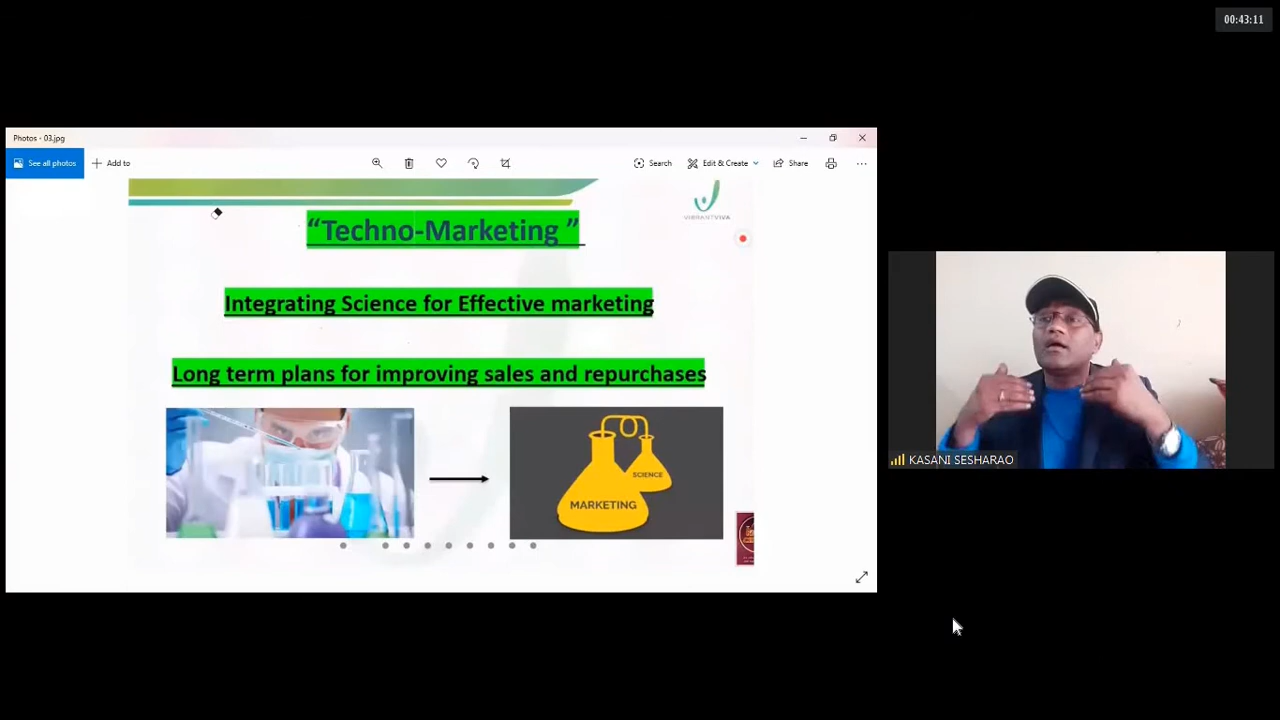 00:43:11
Photos - 03.jpg
See all photos
Add to
Search
Edit & Create
Share
VIBRANTVIVA
“Techno-Marketing ”
Integrating Science for Effective marketing
Long term plans for improving sales and repurchases
SCIENCE
MARKETING
KASANI SESHARAO